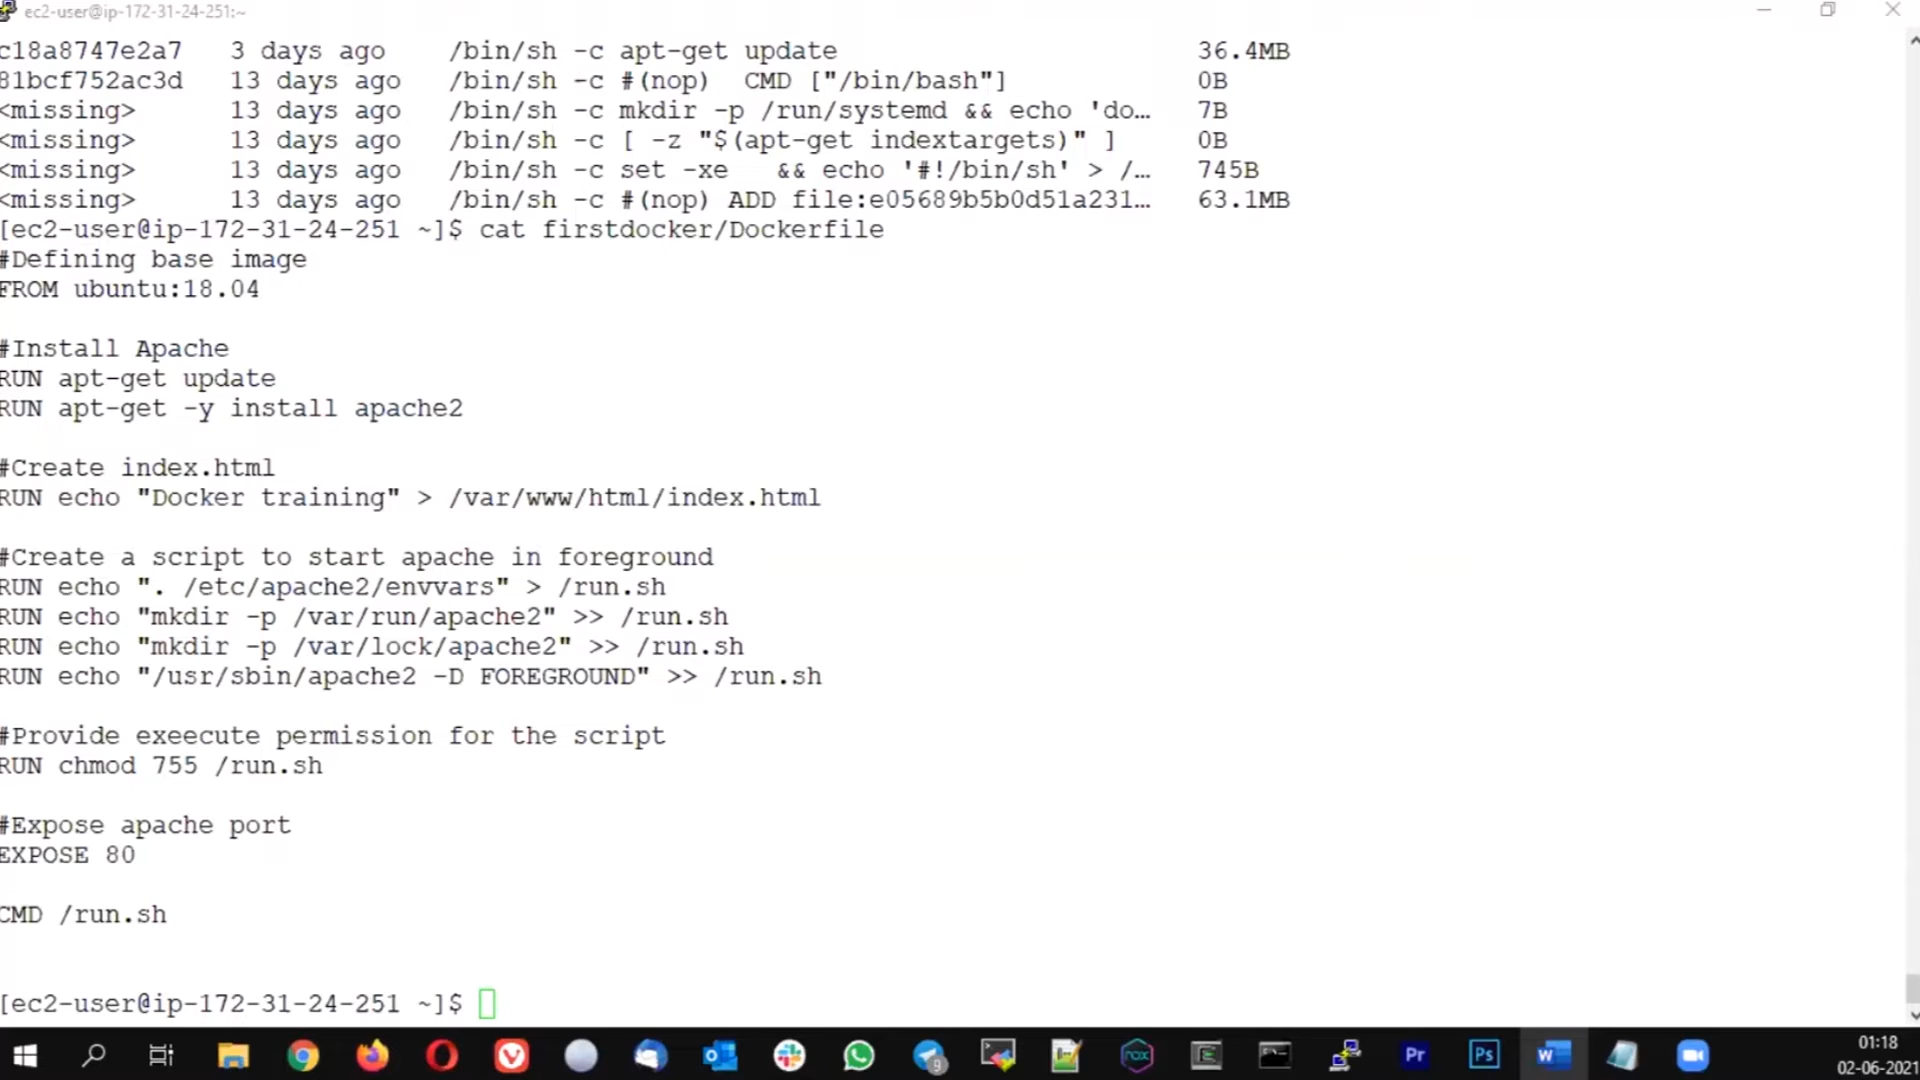 ec2-user@ip-172-31-24-251:~
c18a8747e2a7   3 days ago    /bin/sh -c apt-get update                       36.4MB
81bcf752ac3d   13 days ago   /bin/sh -c #(nop)  CMD ["/bin/bash"]            0B
<missing>      13 days ago   /bin/sh -c mkdir -p /run/systemd && echo 'do…   7B
<missing>      13 days ago   /bin/sh -c [ -z "$(apt-get indextargets)" ]     0B
<missing>      13 days ago   /bin/sh -c set -xe   && echo '#!/bin/sh' > /…   745B
<missing>      13 days ago   /bin/sh -c #(nop) ADD file:e05689b5b0d51a231…   63.1MB
[ec2-user@ip-172-31-24-251 ~]$ cat firstdocker/Dockerfile
#Defining base image
FROM ubuntu:18.04
#Install Apache
RUN apt-get update
RUN apt-get -y install apache2
#Create index.html
RUN echo "Docker training" > /var/www/html/index.html
#Create a script to start apache in foreground
RUN echo ". /etc/apache2/envvars" > /run.sh
RUN echo "mkdir -p /var/run/apache2" >> /run.sh
RUN echo "mkdir -p /var/lock/apache2" >> /run.sh
RUN echo "/usr/sbin/apache2 -D FOREGROUND" >> /run.sh
#Provide exeecute permission for the script
RUN chmod 755 /run.sh
#Expose apache port
EXPOSE 80
CMD /run.sh
[ec2-user@ip-172-31-24-251 ~]$
9
nox
Pr
Ps
W
01:18
02-06-2021